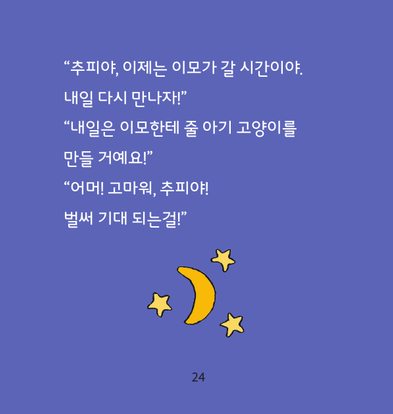 “추피야, 이제는 이모가 갈 시간이야.
내일 다시 만나자!”
“내일은 이모한테 줄 아기 고양이를
만들 거예요!”
“어머! 고마워, 추피야!
벌써 기대 되는걸!”
24